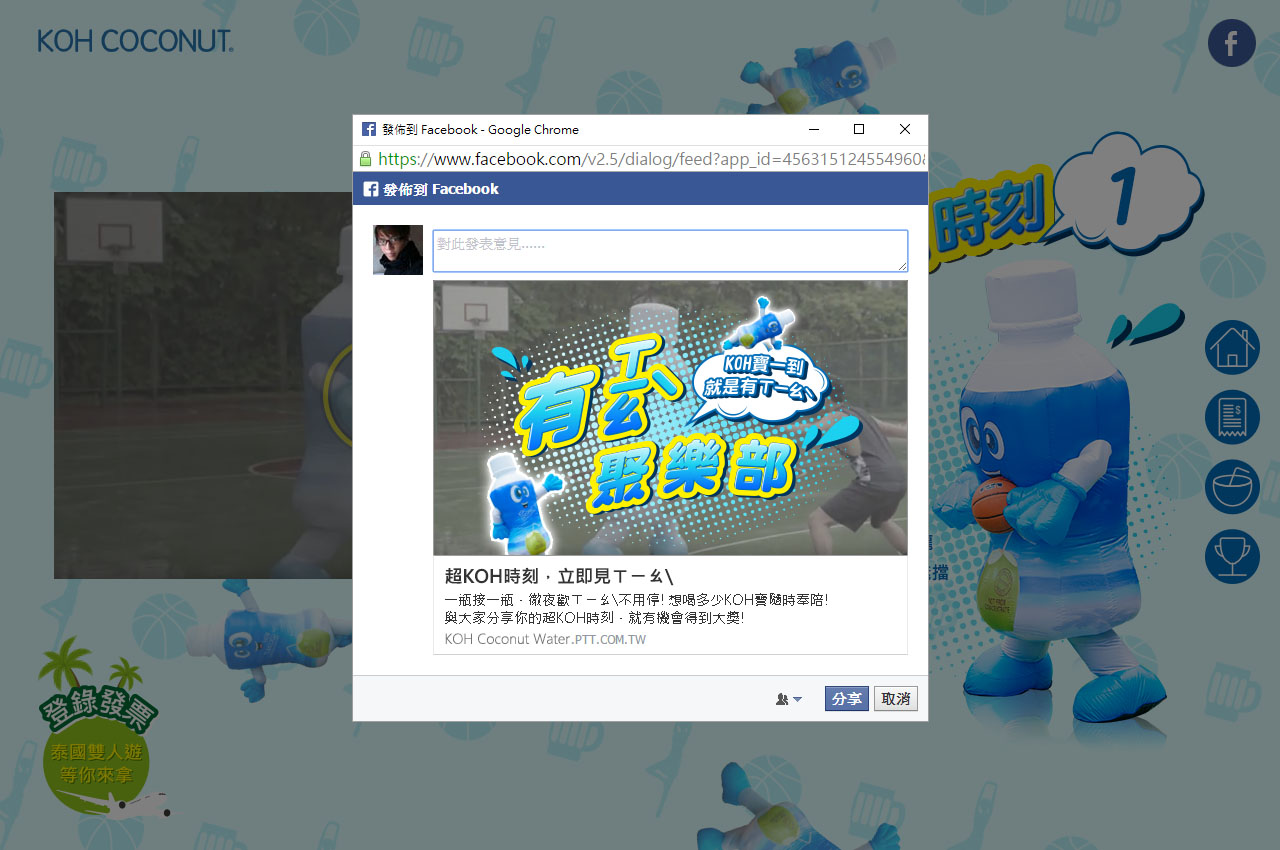 KOH COCONUT®
時刻
1
擋
登錄發票
泰國雙人遊
等你來拿
發佈到 Facebook - Google Chrome
https://www.facebook.com/v2.5/dialog/feed?app_id=456315124554960
發佈到 Facebook
對此發表意見......
有ㄒㄧㄠˋ
聚樂部
KOH寶一到
就是有ㄒㄧㄠˋ
超KOH時刻，立即見ㄒㄧㄠ\
一瓶接一瓶，徹夜歡ㄒㄧㄠ\不用停! 想喝多少KOH寶隨時奉陪!
與大家分享你的超KOH時刻，就有機會得到大獎!
KOH Coconut Water.PTT.COM.TW
分享
取消